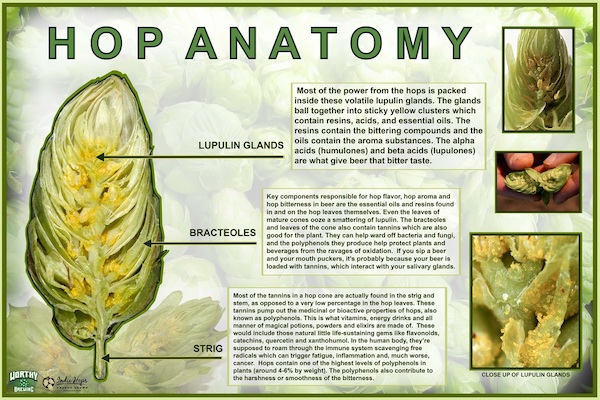 HOP ANATOMY
LUPULIN GLANDS
Most of the power from the hops is packed
inside these volatile lupulin glands. The glands
ball together into sticky yellow clusters which
contain resins, acids, and essential oils. The
resins contain the bittering compounds and the
oils contain the aroma substances. The alpha
acids (humulones) and beta acids (lupulones)
are what give beer that bitter taste.
BRACTEOLES
Key components responsible for hop flavor, hop aroma and
hop bitterness in beer are the essential oils and resins found
in and on the hop leaves themselves. Even the leaves of
mature cones ooze a smattering of lupulin. The bracteoles
and leaves of the cone also contain tannins which are also
good for the plant. They can help ward off bacteria and fungi,
and the polyphenols they produce help protect plants and
beverages from the ravages of oxidation. If you sip a beer
and your mouth puckers, it's probably because your beer is
loaded with tannins, which interact with your salivary glands.
STRIG
Most of the tannins in a hop cone are actually found in the strig and
stem, as opposed to a very low percentage in the hop leaves. These
tannins pump out the medicinal or bioactive properties of hops, also
known as polyphenols. This is what vitamins, energy drinks and all
manner of magical potions, powders and elixirs are made of. These
would include those natural little life-sustaining gems like flavonoids,
catechins, quercetin and xanthohumol. In the human body, they're
supposed to roam through the immune system scavenging free
radicals which can trigger fatigue, inflammation and, much worse,
cancer. Hops contain one of the highest levels of polyphenols in
plants (around 4-6% by weight). The polyphenols also contribute to
the harshness or smoothness of the bitterness.
CLOSE UP OF LUPULIN GLANDS
WORTHY
BREWING
Indie Hops